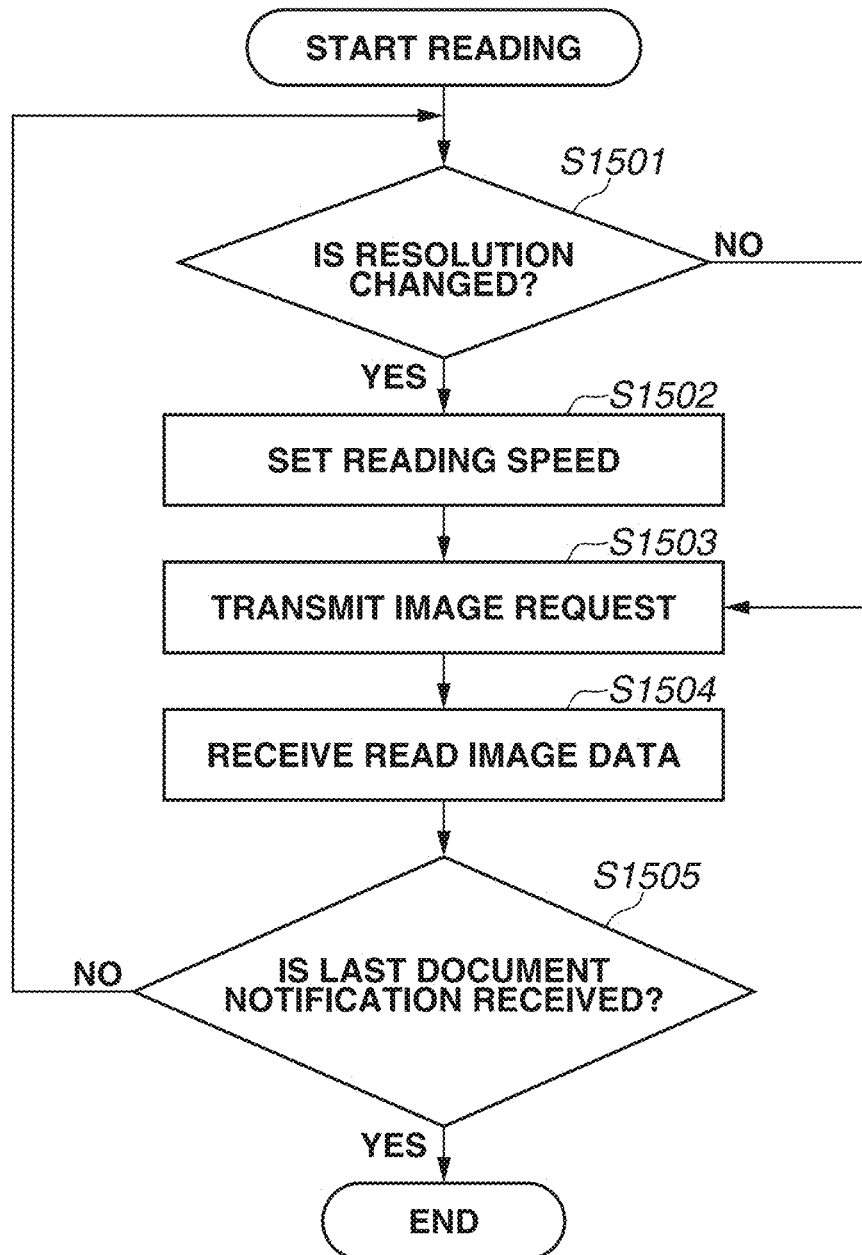 START READING
S1501
IS RESOLUTION
CHANGED?
NO
YES
S1502
SET READING SPEED
S1503
TRANSMIT IMAGE REQUEST
S1504
RECEIVE READ IMAGE DATA
S1505
IS LAST DOCUMENT
NOTIFICATION RECEIVED?
NO
YES
END